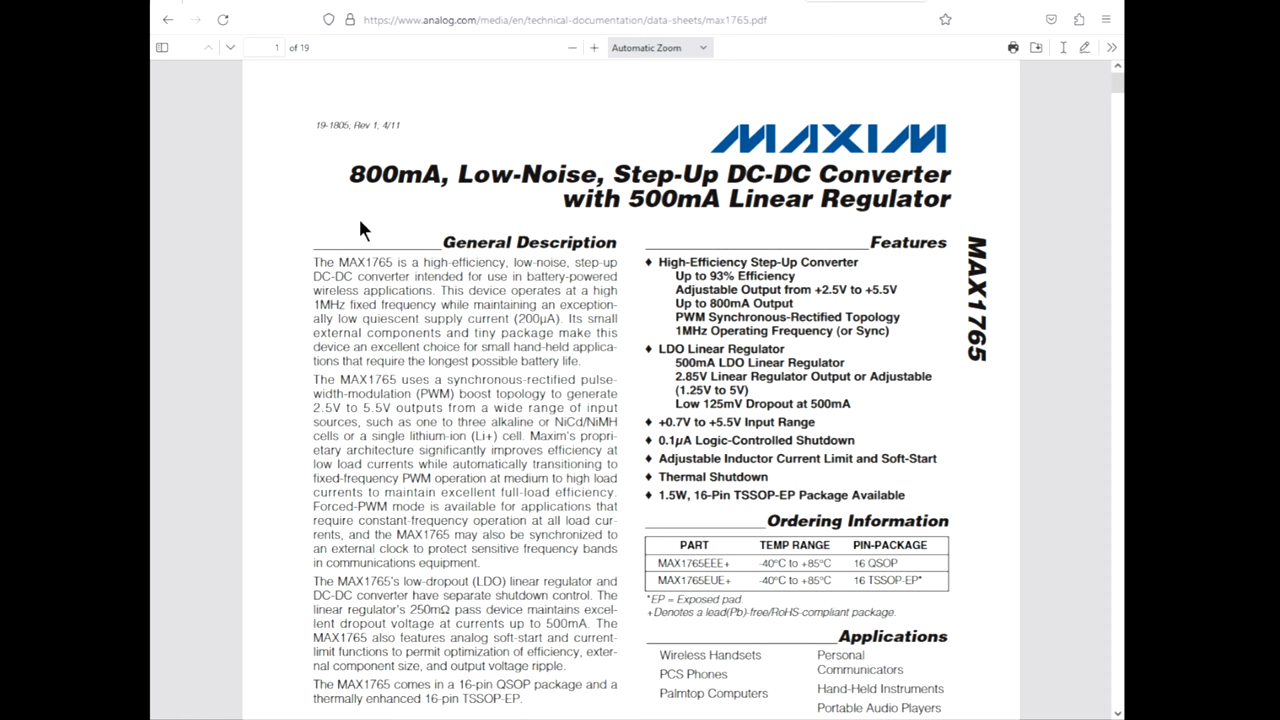 https://www.analog.com/media/en/technical-documentation/data-sheets/max1765.pdf
1 of 19
Automatic Zoom
19-1805; Rev 1; 4/11
MAXIM
800mA, Low-Noise, Step-Up DC-DC Converter
with 500mA Linear Regulator
General Description
The MAX1765 is a high-efficiency, low-noise, step-up
DC-DC converter intended for use in battery-powered
wireless applications. This device operates at a high
1MHz fixed frequency while maintaining an exception-
ally low quiescent supply current (200µA). Its small
external components and tiny package make this
device an excellent choice for small hand-held applica-
tions that require the longest possible battery life.
The MAX1765 uses a synchronous-rectified pulse-
width-modulation (PWM) boost topology to generate
2.5V to 5.5V outputs from a wide range of input
sources, such as one to three alkaline or NiCd/NiMH
cells or a single lithium-ion (Li+) cell. Maxim's propri-
etary architecture significantly improves efficiency at
low load currents while automatically transitioning to
fixed-frequency PWM operation at medium to high load
currents to maintain excellent full-load efficiency.
Forced-PWM mode is available for applications that
require constant-frequency operation at all load cur-
rents, and the MAX1765 may also be synchronized to
an external clock to protect sensitive frequency bands
in communications equipment.
The MAX1765's low-dropout (LDO) linear regulator and
DC-DC converter have separate shutdown control. The
linear regulator's 250mΩ pass device maintains excel-
lent dropout voltage at currents up to 500mA. The
MAX1765 also features analog soft-start and current-
limit functions to permit optimization of efficiency, exter-
nal component size, and output voltage ripple.
The MAX1765 comes in a 16-pin QSOP package and a
thermally enhanced 16-pin TSSOP-EP.
Features
♦ High-Efficiency Step-Up Converter
Up to 93% Efficiency
Adjustable Output from +2.5V to +5.5V
Up to 800mA Output
PWM Synchronous-Rectified Topology
1MHz Operating Frequency (or Sync)
♦ LDO Linear Regulator
500mA LDO Linear Regulator
2.85V Linear Regulator Output or Adjustable
(1.25V to 5V)
Low 125mV Dropout at 500mA
♦ +0.7V to +5.5V Input Range
♦ 0.1µA Logic-Controlled Shutdown
♦ Adjustable Inductor Current Limit and Soft-Start
♦ Thermal Shutdown
♦ 1.5W, 16-Pin TSSOP-EP Package Available
Ordering Information
PART TEMP RANGE PIN-PACKAGE
MAX1765EEE+ -40°C to +85°C 16 QSOP
MAX1765EUE+ -40°C to +85°C 16 TSSOP-EP*
*EP = Exposed pad.
+Denotes a lead(Pb)-free/RoHS-compliant package.
Applications
Wireless Handsets
PCS Phones
Palmtop Computers
Personal
Communicators
Hand-Held Instruments
Portable Audio Players
MAX1765